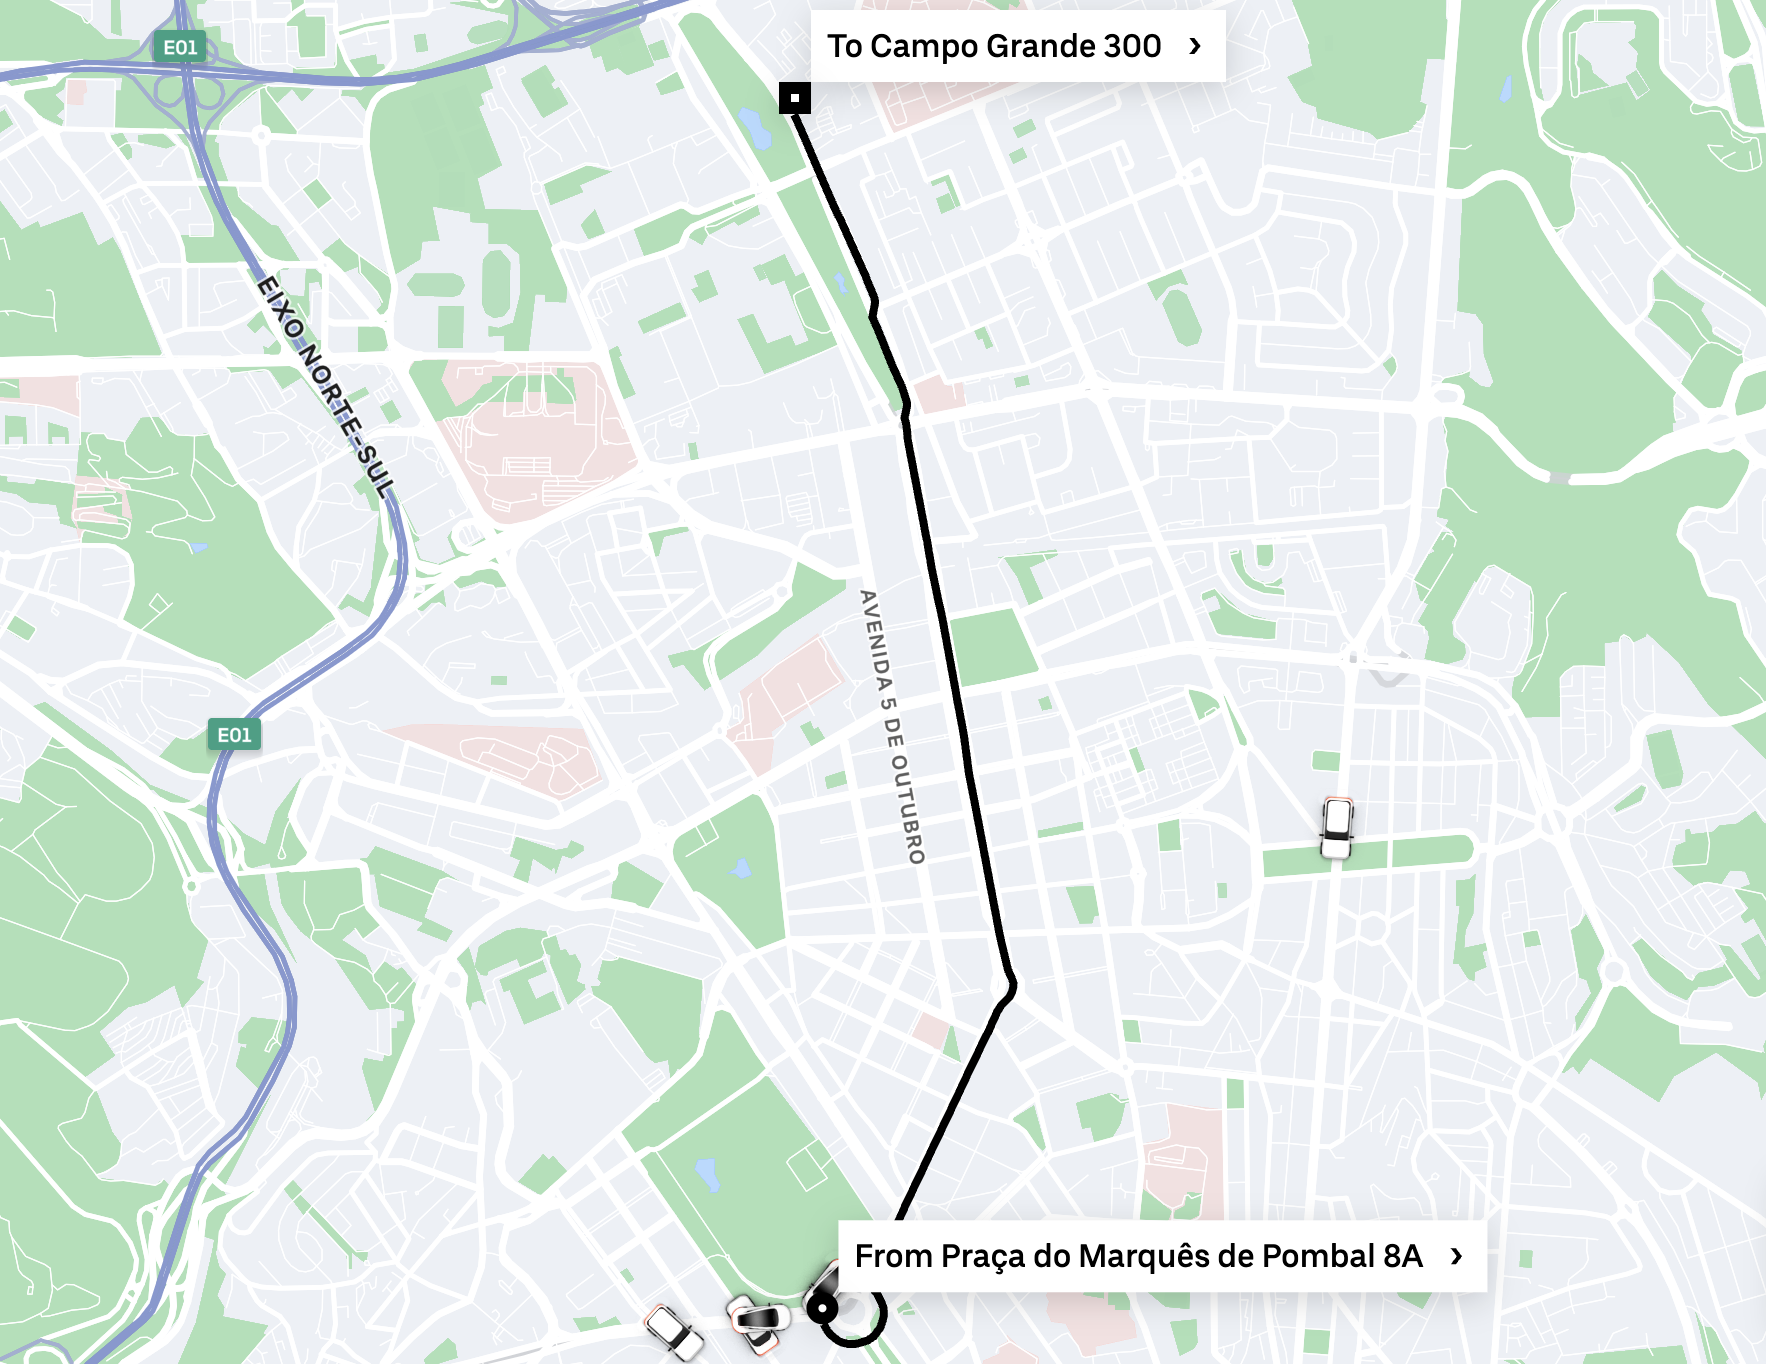 To Campo Grande 300
E01
EIXO NORTE-SUL
AVENIDA 5 DE OUTUBRO
E01
From Praça do Marquês de Pombal 8A